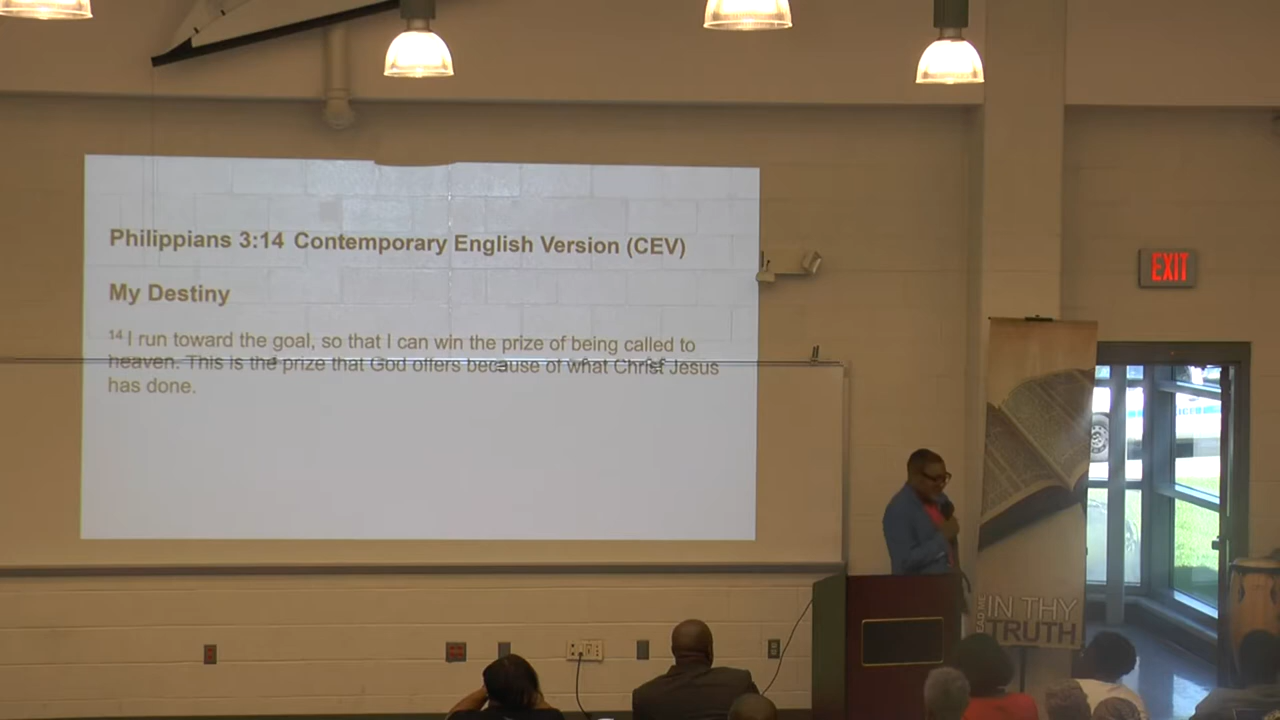 Philippians 3:14 Contemporary English Version (CEV)
My Destiny
14 I run toward the goal, so that I can win the prize of being called to
heaven. This is the prize that God offers because of what Christ Jesus
has done.
EXIT
IN THY
TRUTH